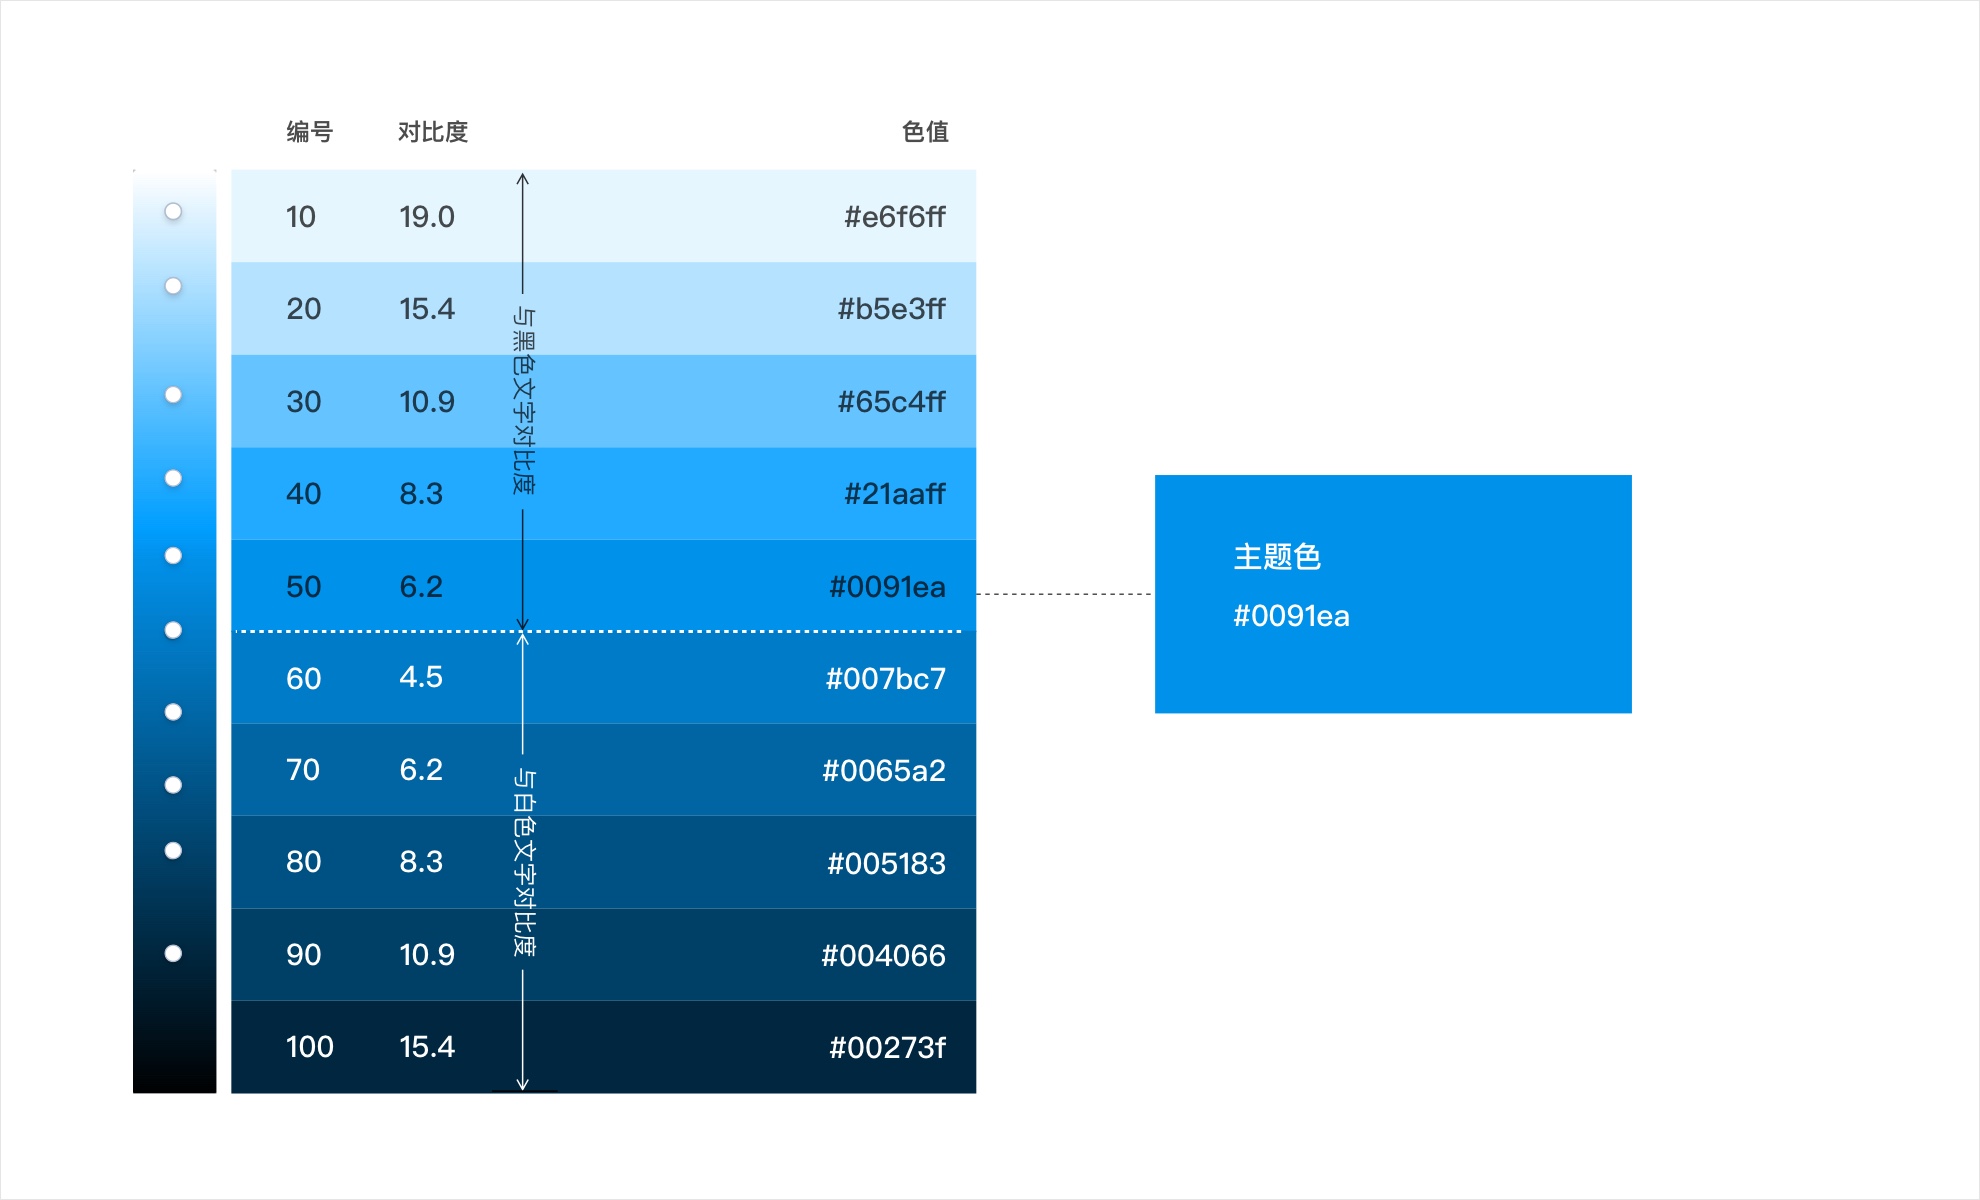 编号 对比度 色值
10 19.0 #e6f6ff
20 15.4 #b5e3ff
30 10.9 #65c4ff
40 8.3 #21aaff
50 6.2 #0091ea
与黑色文字对比度
60 4.5 #007bc7
70 6.2 #0065a2
80 8.3 #005183
90 10.9 #004066
100 15.4 #00273f
与白色文字对比度
主题色
#0091ea